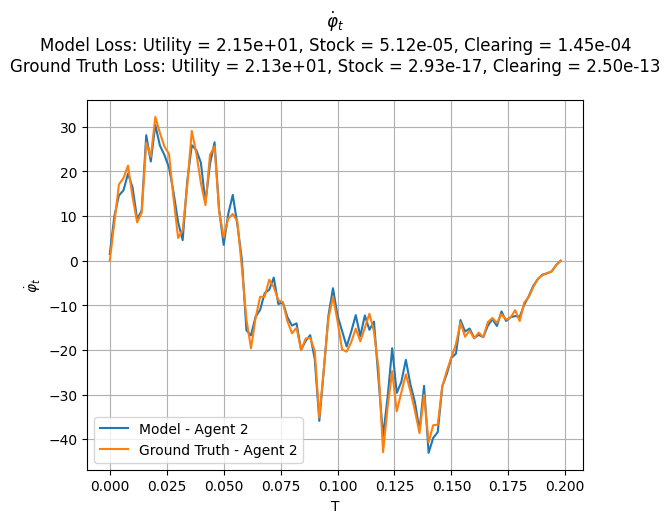 φ̇ₜ
Model Loss: Utility = 2.15e+01, Stock = 5.12e-05, Clearing = 1.45e-04
Ground Truth Loss: Utility = 2.13e+01, Stock = 2.93e-17, Clearing = 2.50e-13
30
20
10
0
−10
−20
−30
−40
φ̇ₜ
Model - Agent 2
Ground Truth - Agent 2
0.000 0.025 0.050 0.075 0.100 0.125 0.150 0.175 0.200
T